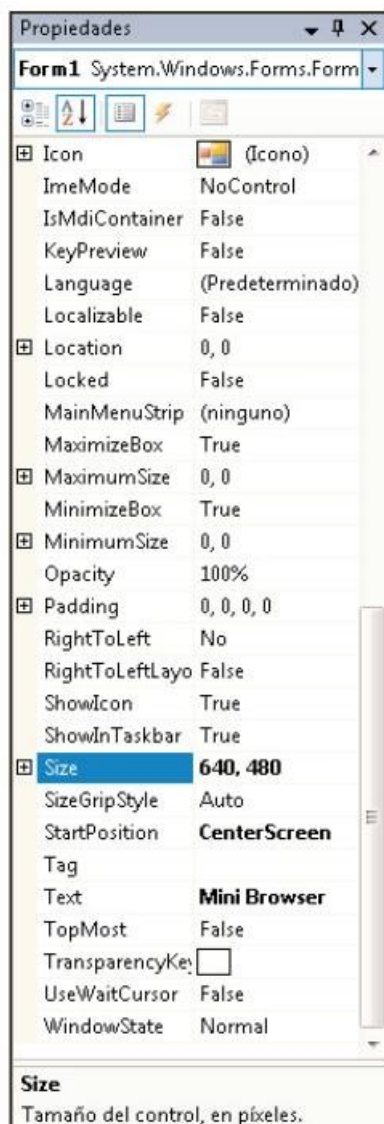 Propiedades
Form1 System.Windows.Forms.Form
Icon (Icono)
ImeMode NoControl
IsMdiContainer False
KeyPreview False
Language (Predeterminado)
Localizable False
Location 0, 0
Locked False
MainMenuStrip (ninguno)
MaximizeBox True
MaximumSize 0, 0
MinimizeBox True
MinimumSize 0, 0
Opacity 100%
Padding 0, 0, 0, 0
RightToLeft No
RightToLeftLayo False
ShowIcon True
ShowInTaskbar True
Size 640, 480
SizeGripStyle Auto
StartPosition CenterScreen
Tag
Text Mini Browser
TopMost False
TransparencyKey
UseWaitCursor False
WindowState Normal
Size
Tamaño del control, en píxeles.